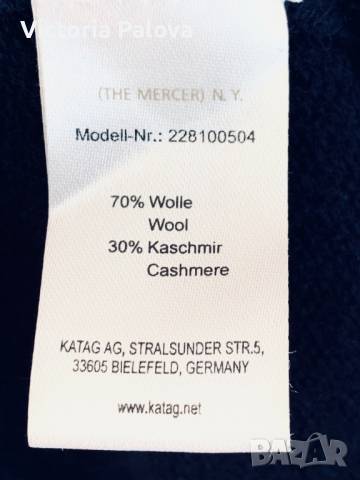 Victoria Palova
(THE MERCER) N.Y.
Modell-Nr.: 228100504
70% Wolle
Wool
30% Kaschmir
Cashmere
KATAG AG, STRALSUNDER STR.5,
33605 BIELEFELD, GERMANY
www.katag.net
BAZAR